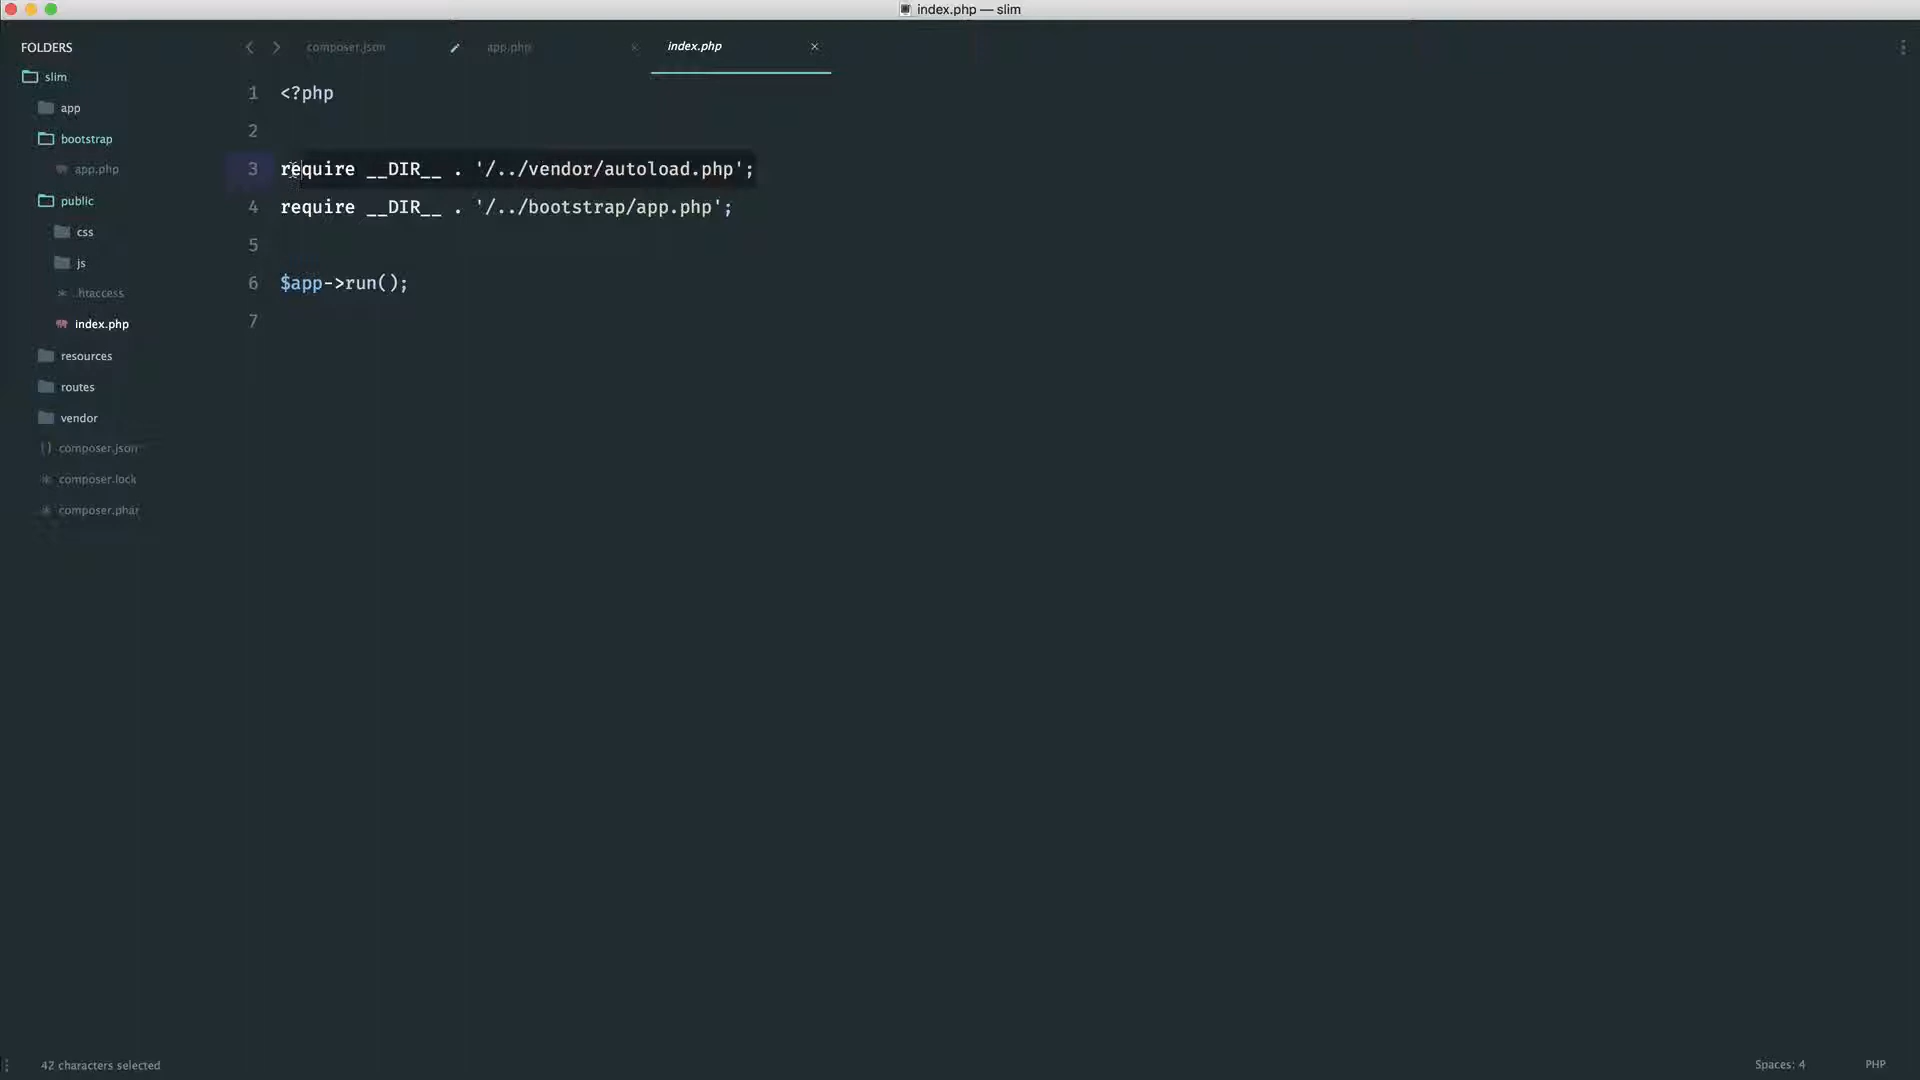 index.php — slim
FOLDERS
slim
app
bootstrap
app.php
public
css
js
.htaccess
index.php
resources
routes
vendor
composer.json
composer.lock
composer.phar
composer.json
app.php
index.php
1 <?php
2
3 require __DIR__ . '/../vendor/autoload.php';
4 require __DIR__ . '/../bootstrap/app.php';
5
6 $app->run();
7
42 characters selected
Spaces: 4
PHP